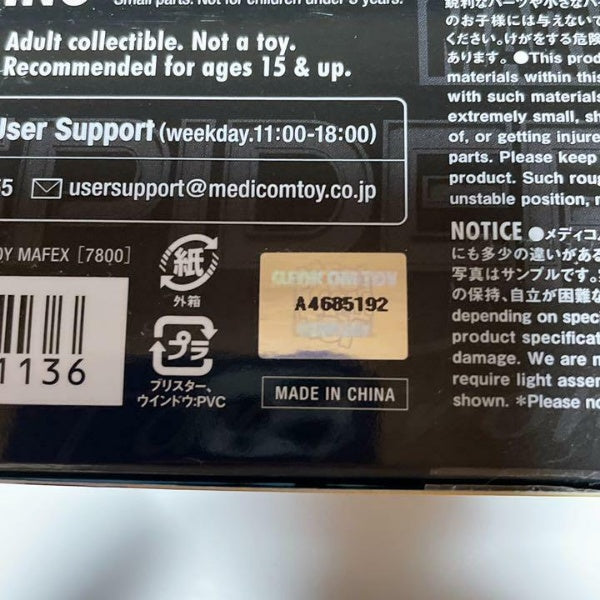 Small parts. Not for children under 3 years.
Adult collectible. Not a toy.
Recommended for ages 15 & up.
User Support (weekday.11:00-18:00)
usersupport@medicomtoy.co.jp
MAFEX [7800]
紙
外箱
プラ
ブリスター、
ウインドウ:PVC
1136
A4685192
MADE IN CHINA
のお子様には与えないで
ください。けがをする危険
あります。 ●This prod
materials within this
with such materials
extremely small, sh
of, or getting injure
parts. Please keep
product. Such roug
unstable position, m
NOTICE ●メディコム
にも多少の違いがある
写真はサンプルです。
の保持、自立が困難な
depending on speci
product specificat
damage. We are n
require light assem
shown. *Please no